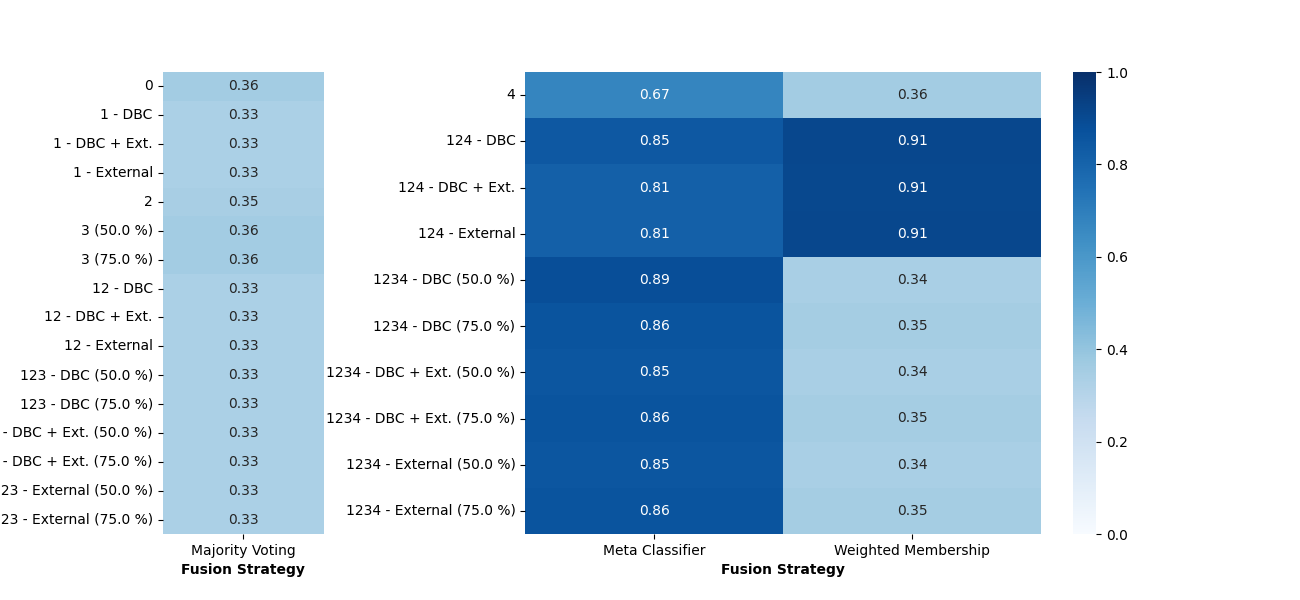 0 0.36
1 - DBC 0.33
1 - DBC + Ext. 0.33
1 - External 0.33
2 0.35
3 (50.0 %) 0.36
3 (75.0 %) 0.36
12 - DBC 0.33
12 - DBC + Ext. 0.33
12 - External 0.33
123 - DBC (50.0 %) 0.33
123 - DBC (75.0 %) 0.33
- DBC + Ext. (50.0 %) 0.33
- DBC + Ext. (75.0 %) 0.33
23 - External (50.0 %) 0.33
23 - External (75.0 %) 0.33
Majority Voting
Fusion Strategy
4 0.67 0.36
124 - DBC 0.85 0.91
124 - DBC + Ext. 0.81 0.91
124 - External 0.81 0.91
1234 - DBC (50.0 %) 0.89 0.34
1234 - DBC (75.0 %) 0.86 0.35
1234 - DBC + Ext. (50.0 %) 0.85 0.34
1234 - DBC + Ext. (75.0 %) 0.86 0.35
1234 - External (50.0 %) 0.85 0.34
1234 - External (75.0 %) 0.86 0.35
Meta Classifier Weighted Membership
Fusion Strategy
1.0
0.8
0.6
0.4
0.2
0.0